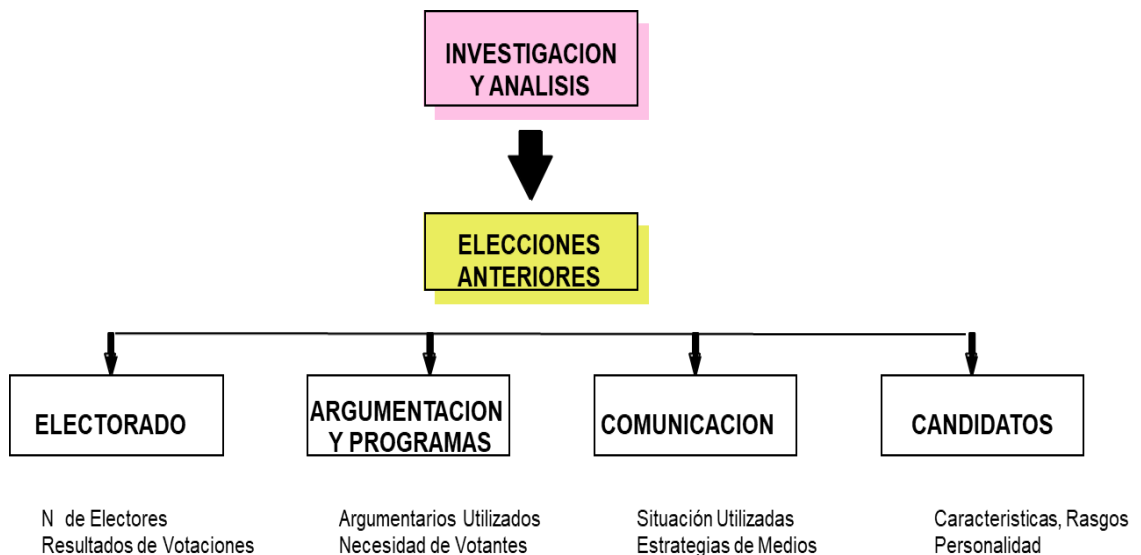 INVESTIGACION
Y ANALISIS
ELECCIONES
ANTERIORES
ELECTORADO
ARGUMENTACION
Y PROGRAMAS
COMUNICACION
CANDIDATOS
N de Electores
Resultados de Votaciones
Argumentarios Utilizados
Necesidad de Votantes
Situación Utilizadas
Estrategias de Medios
Caracteristicas, Rasgos
Personalidad